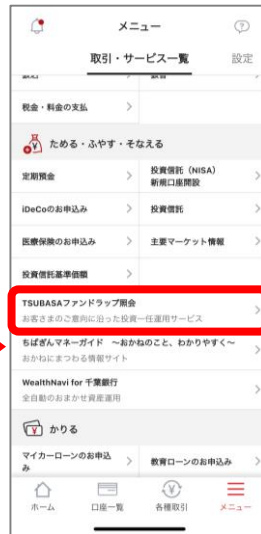 メニュー
取引・サービス一覧 設定
税金・料金の支払
ためる・ふやす・そなえる
定期預金 投資信託（NISA）
新規口座開設
iDeCoのお申込み 投資信託
医療保険のお申込み 主要マーケット情報
投資信託基準価額
TSUBASAファンドラップ照会
お客さまのご意向に沿った投資一任運用サービス
ちばぎんマネーガイド　～おかねのこと、わかりやすく～
おかねにまつわる情報サイト
WealthNavi for 千葉銀行
全自動のおまかせ資産運用
かりる
マイカーローンのお申込
み 教育ローンのお申込み
ホーム 口座一覧 各種取引 メニュー